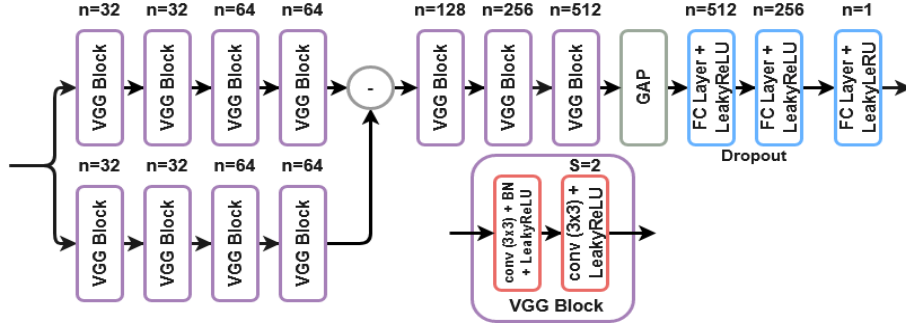 n=32 n=32 n=64 n=64 n=128 n=256 n=512 n=512 n=256 n=1
VGG Block
VGG Block
VGG Block
VGG Block
-
VGG Block
VGG Block
VGG Block
GAP
FC Layer +
LeakyReLU
FC Layer +
LeakyReLU
FC Layer +
LeakyLeRU
Dropout
n=32 n=32 n=64 n=64
VGG Block
VGG Block
VGG Block
VGG Block
S=2
conv (3x3) + BN
+ LeakyReLU
conv (3x3) +
LeakyReLU
VGG Block